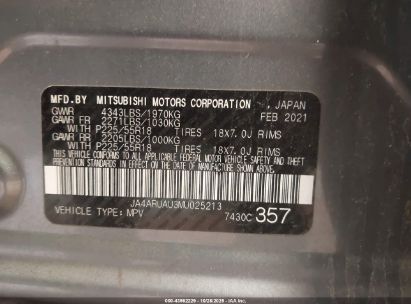 MFD.BY MITSUBISHI MOTORS CORPORATION , JAPAN
GVWR 4343LBS/1970KG FEB 2021
GAWR FR 2271LBS/1030KG
WITH P225/55R18 TIRES 18X7.0J RIMS
GAWR RR 2205LBS/1000KG
WITH P225/55R18 TIRES 18X7.0J RIMS
THIS VEHICLE CONFORMS TO ALL APPLICABLE
FEDERAL MOTOR VEHICLE SAFETY, BUMPER AND
THEFT PREVENTION STANDARDS IN EFFECT ON THE
DATE OF MANUFACTURE SHOWN ABOVE.
JA4ARUAU3MU025213
VEHICLE TYPE: MPV 7430C 357